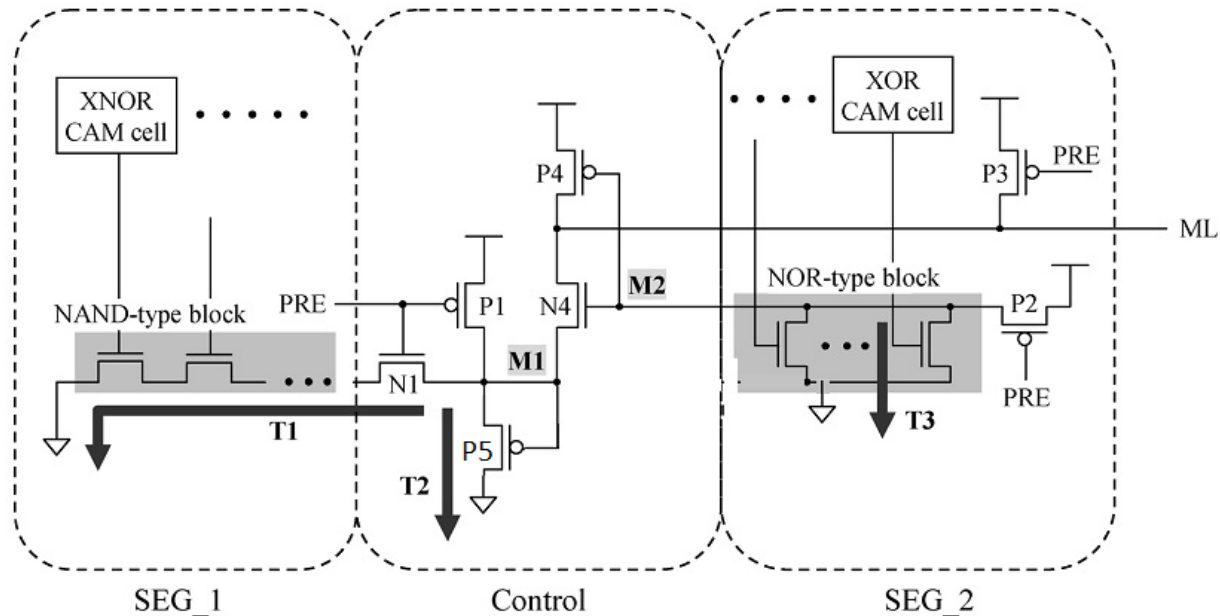 XNOR
CAM cell
XOR
CAM cell
P4
P3
PRE
ML
M2
NOR-type block
PRE
P1
N4
P2
NAND-type block
M1
N1
PRE
T1
P5
T3
T2
SEG_1
Control
SEG_2